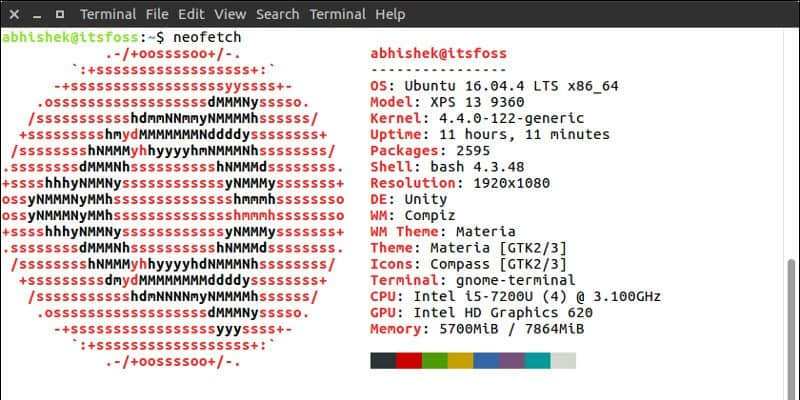 Terminal File Edit View Search Terminal Help
abhishek@itsfoss:~$ neofetch
.-/+oossssoo+/-. abhishek@itsfoss
`:+ssssssssssssssssss+:` ----------------
-+ssssssssssssssssssyyssss+- OS: Ubuntu 16.04.4 LTS x86_64
.ossssssssssssssssssdMMMNysssso. Model: XPS 13 9360
/ssssssssssshdmmNNmmyNMMMMhssssss/ Kernel: 4.4.0-122-generic
+ssssssssshmydMMMMMMMNddddyssssssss+ Uptime: 11 hours, 11 minutes
/sssssssshNMMMyhhyyyyhmNMMMNhssssssss/ Packages: 2595
.ssssssssdMMMNhsssssssssshNMMMdssssssss. Shell: bash 4.3.48
+sssshhhyNMMNyssssssssssssyNMMMysssssss+ Resolution: 1920x1080
ossyNMMMNyMMhsssssssssssssshmmmhssssssso DE: Unity
ossyNMMMNyMMhsssssssssssssshmmmhssssssso WM: Compiz
+sssshhhyNMMNyssssssssssssyNMMMysssssss+ WM Theme: Materia
.ssssssssdMMMNhsssssssssshNMMMdssssssss. Theme: Materia [GTK2/3]
/sssssssshNMMMyhhyyyyhdNMMMNhssssssss/ Icons: Compass [GTK2/3]
+sssssssssdmydMMMMMMMMddddyssssssss+ Terminal: gnome-terminal
/ssssssssssshdmNNNNmyNMMMMhssssss/ CPU: Intel i5-7200U (4) @ 3.100GHz
.ossssssssssssssssssdMMMNysssso. GPU: Intel HD Graphics 620
-+sssssssssssssssssyyyssss+- Memory: 5700MiB / 7864MiB
`:+ssssssssssssssssss+:`
.-/+oossssoo+/-.